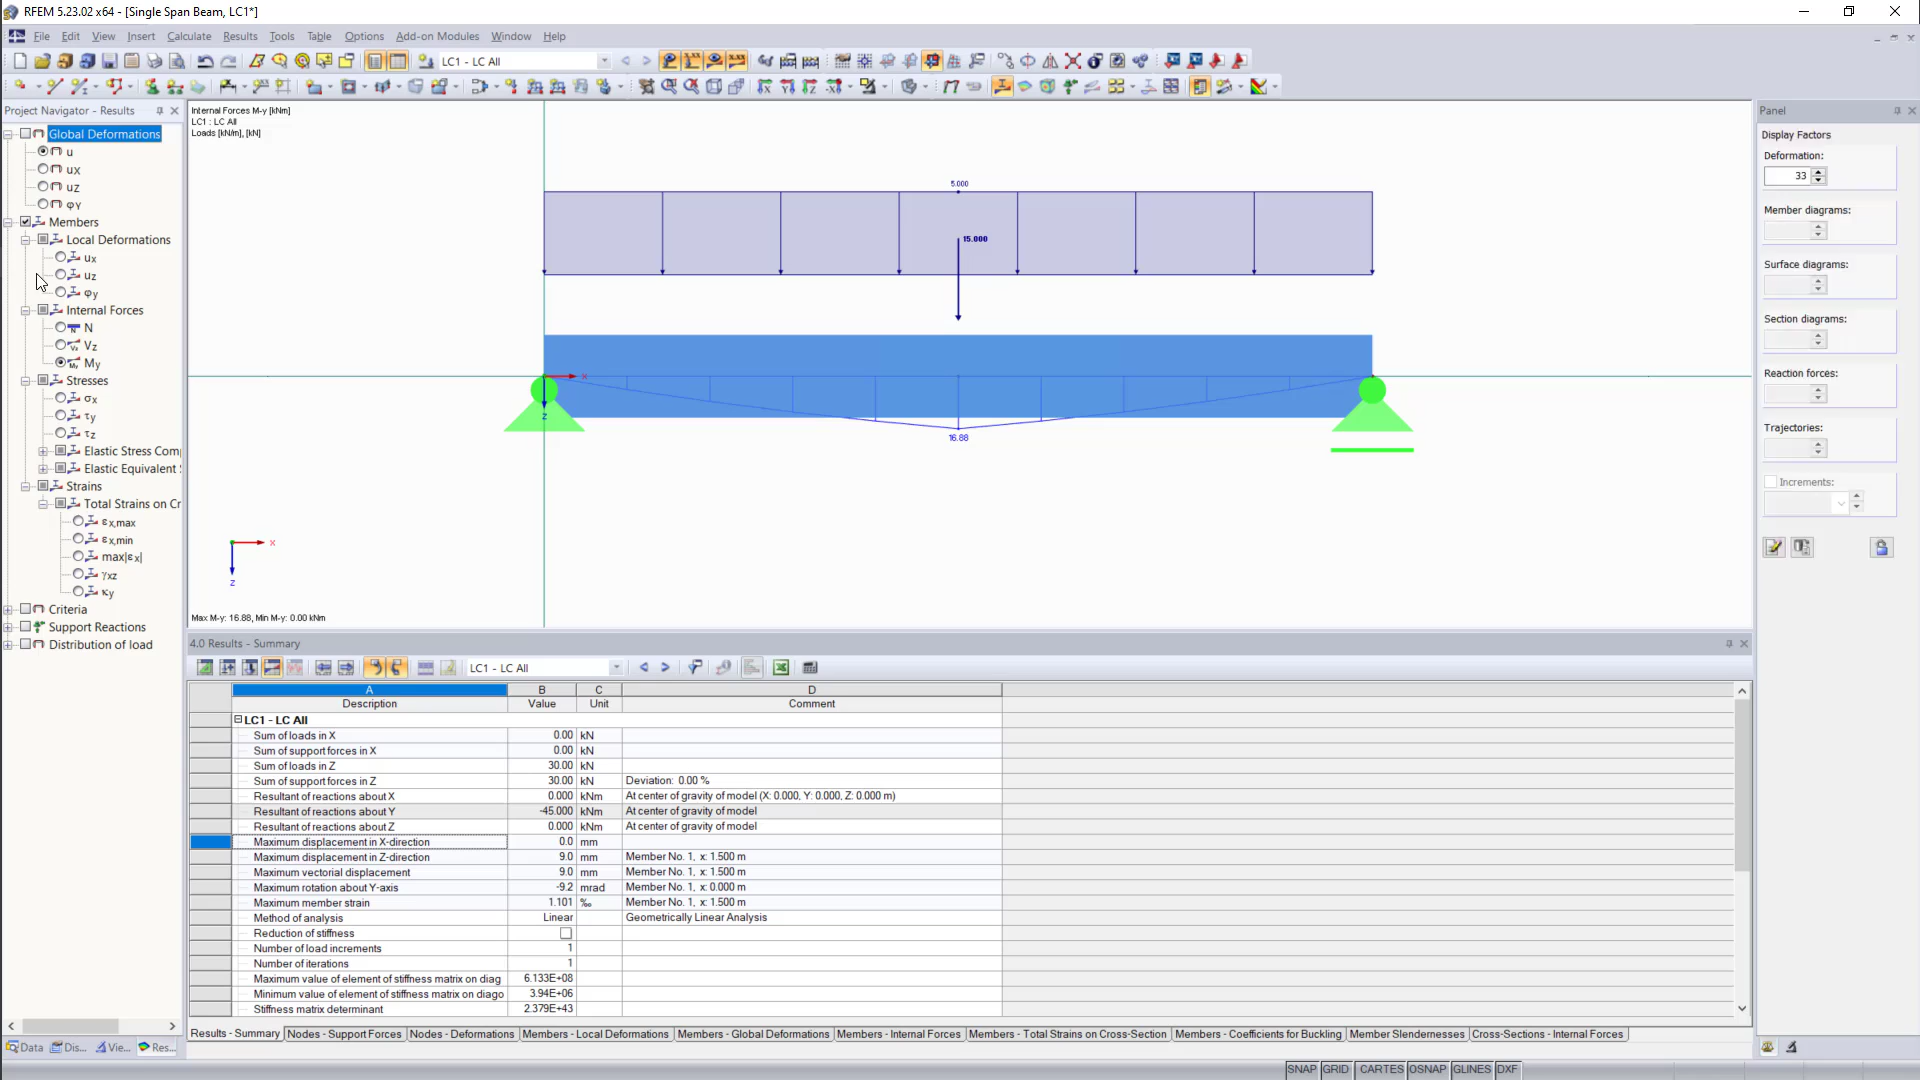 RFEM 5.23.02 x64 - [Single Span Beam, LC1*]
File Edit View Insert Calculate Results Tools Table Options Add-on Modules Window Help
LC1 - LC All
Project Navigator - Results
Global Deformations
u
uX
uZ
φY
Members
Local Deformations
ux
uz
φy
Internal Forces
N
Vz
My
Stresses
σx
τy
τz
Elastic Stress Com
Elastic Equivalent
Strains
Total Strains on Cr
εx,max
εx,min
max|εx|
γxz
κy
Criteria
Support Reactions
Distribution of load
Data Dis... Vie... Res...
Internal Forces M-y [kNm]
LC1 : LC All
Loads [kN/m], [kN]
5.000
15.000
x
z
16.88
x
z
Max M-y: 16.88, Min M-y: 0.00 kNm
Panel
Display Factors
Deformation:
33
Member diagrams:
Surface diagrams:
Section diagrams:
Reaction forces:
Trajectories:
Increments:
4.0 Results - Summary
LC1 - LC All
A B C D
Description Value Unit Comment
LC1 - LC All
Sum of loads in X 0.00 kN
Sum of support forces in X 0.00 kN
Sum of loads in Z 30.00 kN
Sum of support forces in Z 30.00 kN Deviation: 0.00 %
Resultant of reactions about X 0.000 kNm At center of gravity of model (X: 0.000, Y: 0.000, Z: 0.000 m)
Resultant of reactions about Y -45.000 kNm At center of gravity of model
Resultant of reactions about Z 0.000 kNm At center of gravity of model
Maximum displacement in X-direction 0.0 mm
Maximum displacement in Z-direction 9.0 mm Member No. 1, x: 1.500 m
Maximum vectorial displacement 9.0 mm Member No. 1, x: 1.500 m
Maximum rotation about Y-axis -9.2 mrad Member No. 1, x: 0.000 m
Maximum member strain 1.101 ‰ Member No. 1, x: 1.500 m
Method of analysis Linear Geometrically Linear Analysis
Reduction of stiffness
Number of load increments 1
Number of iterations 1
Maximum value of element of stiffness matrix on diag 6.133E+08
Minimum value of element of stiffness matrix on diago 3.94E+06
Stiffness matrix determinant 2.379E+43
Results - Summary Nodes - Support Forces Nodes - Deformations Members - Local Deformations Members - Global Deformations Members - Internal Forces Members - Total Strains on Cross-Section Members - Coefficients for Buckling Member Slendernesses Cross-Sections - Internal Forces
SNAP GRID CARTES OSNAP GLINES DXF